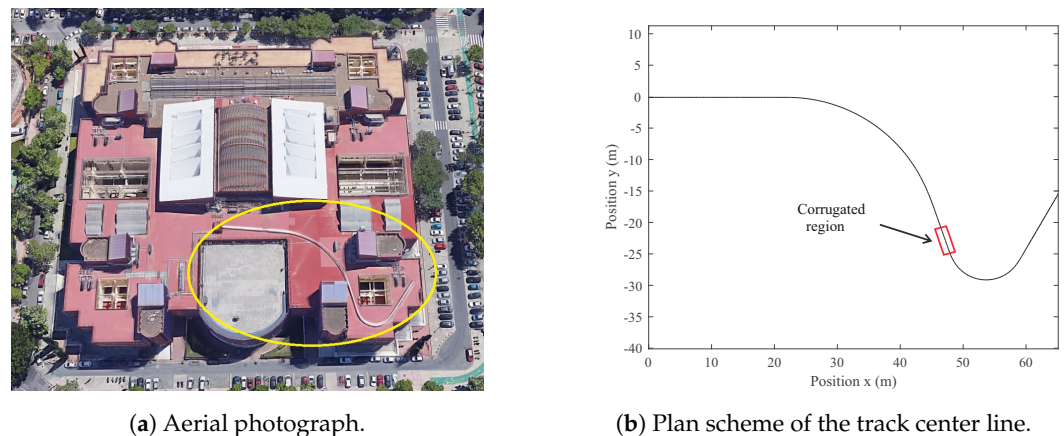 10
5
0
-5
-10
-15
-20
-25
-30
-35
-40
Position y (m)
Corrugated
region
0 10 20 30 40 50 60
Position x (m)
(a) Aerial photograph.
(b) Plan scheme of the track center line.